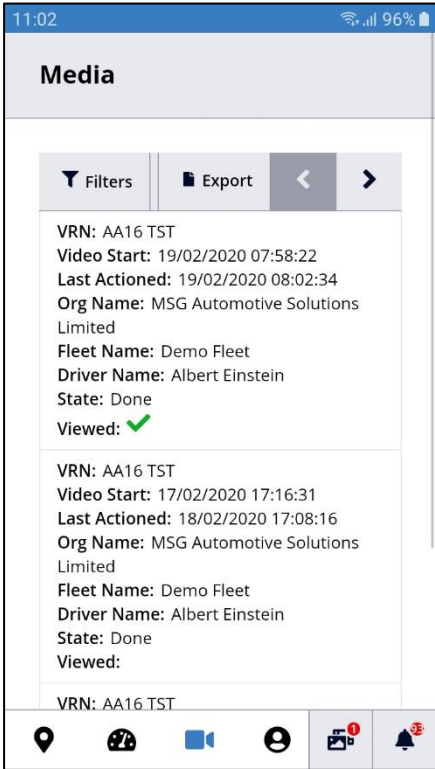 11:02 96%
Media
Filters Export
VRN: AA16 TST
Video Start: 19/02/2020 07:58:22
Last Actioned: 19/02/2020 08:02:34
Org Name: MSG Automotive Solutions
Limited
Fleet Name: Demo Fleet
Driver Name: Albert Einstein
State: Done
Viewed:
VRN: AA16 TST
Video Start: 17/02/2020 17:16:31
Last Actioned: 18/02/2020 17:08:16
Org Name: MSG Automotive Solutions
Limited
Fleet Name: Demo Fleet
Driver Name: Albert Einstein
State: Done
Viewed:
VRN: AA16 TST
1 93